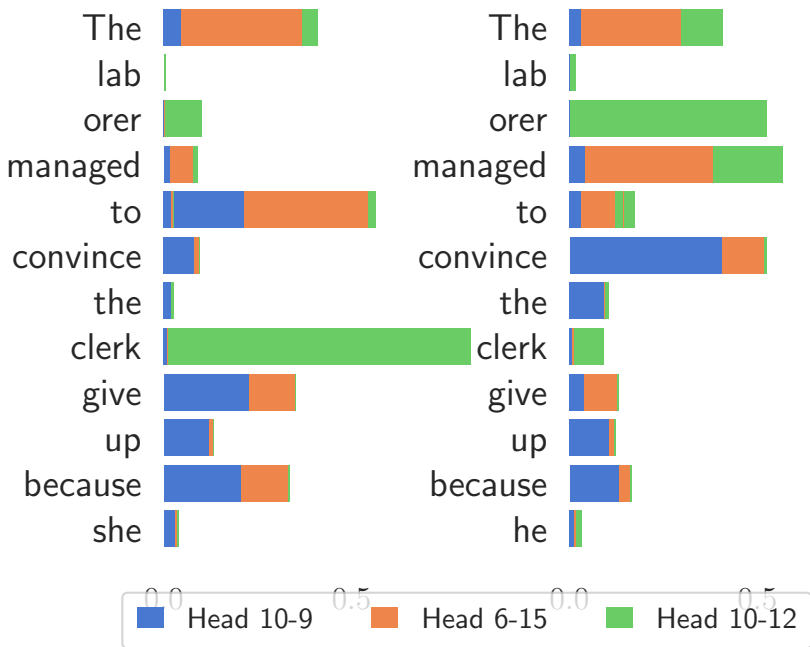 The The
lab lab
orer orer
managed managed
to to
convince convince
the the
clerk clerk
give give
up up
because because
she he
0.0 0.5 0.0 0.5
Head 10-9 Head 6-15 Head 10-12